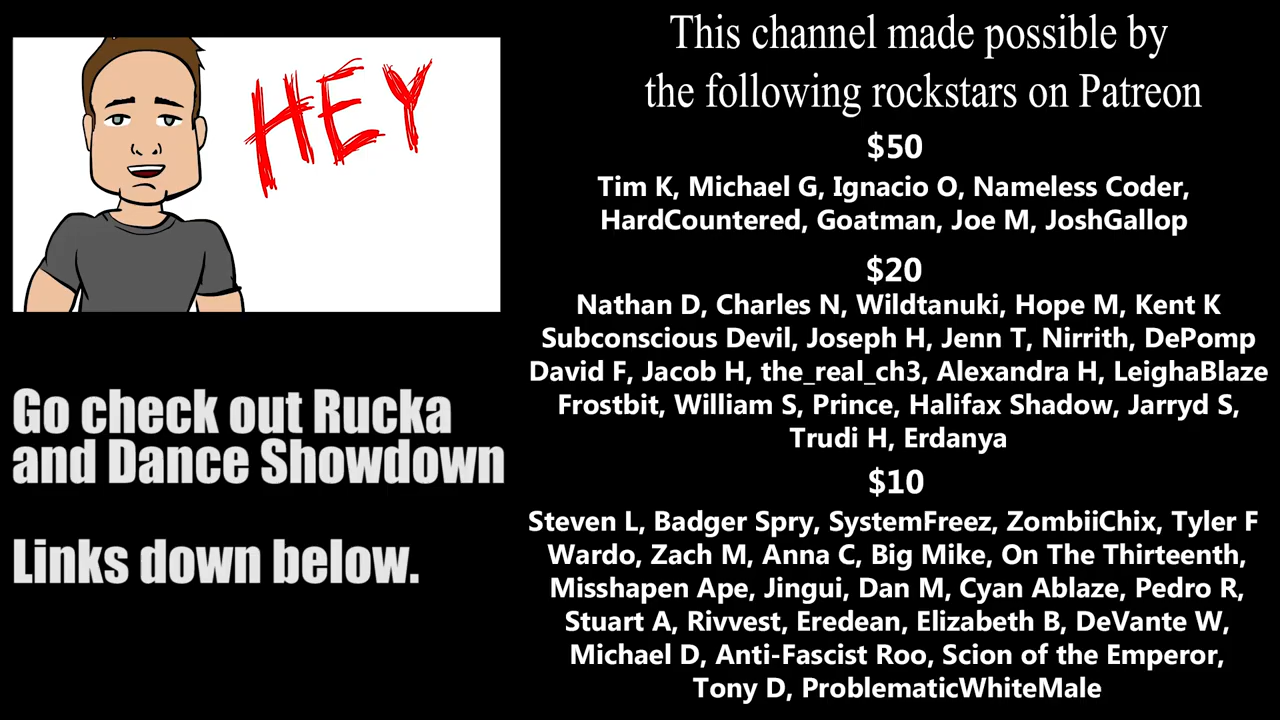 HEY
Go check out Rucka
and Dance Showdown
Links down below.
This channel made possible by
the following rockstars on Patreon
$50
Tim K, Michael G, Ignacio O, Nameless Coder,
HardCountered, Goatman, Joe M, JoshGallop
$20
Nathan D, Charles N, Wildtanuki, Hope M, Kent K
Subconscious Devil, Joseph H, Jenn T, Nirrith, DePomp
David F, Jacob H, the_real_ch3, Alexandra H, LeighaBlaze
Frostbit, William S, Prince, Halifax Shadow, Jarryd S,
Trudi H, Erdanya
$10
Steven L, Badger Spry, SystemFreez, ZombiiChix, Tyler F
Wardo, Zach M, Anna C, Big Mike, On The Thirteenth,
Misshapen Ape, Jingui, Dan M, Cyan Ablaze, Pedro R,
Stuart A, Rivvest, Eredean, Elizabeth B, DeVante W,
Michael D, Anti-Fascist Roo, Scion of the Emperor,
Tony D, ProblematicWhiteMale